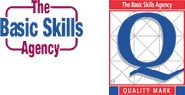 The
Basic Skills
Agency
The Basic Skills Agency
Q
QUALITY MARK